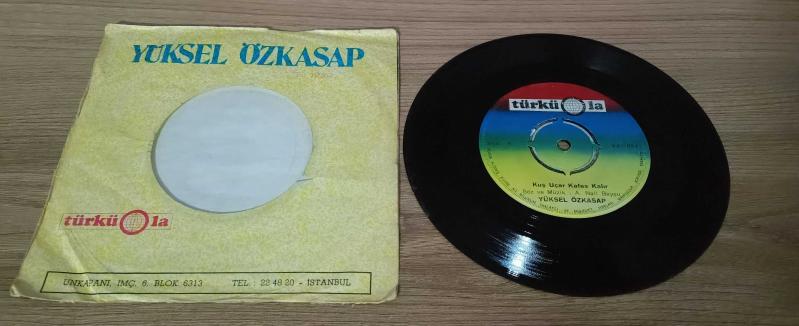 YÜKSEL ÖZKASAP
türküola
UNKAPANI, İMÇ. 6. BLOK 6313 TEL : 22 48 20 - İSTANBUL
türküola
Kuş Uçar Kafes Kalır
Söz ve Müzik : A. Nail Baysu
YÜKSEL ÖZKASAP